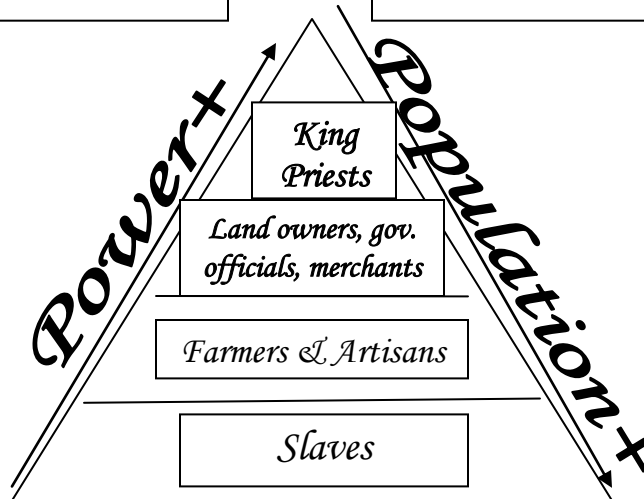 Power+
Population+
King
Priests
Land owners, gov.
officials, merchants
Farmers & Artisans
Slaves